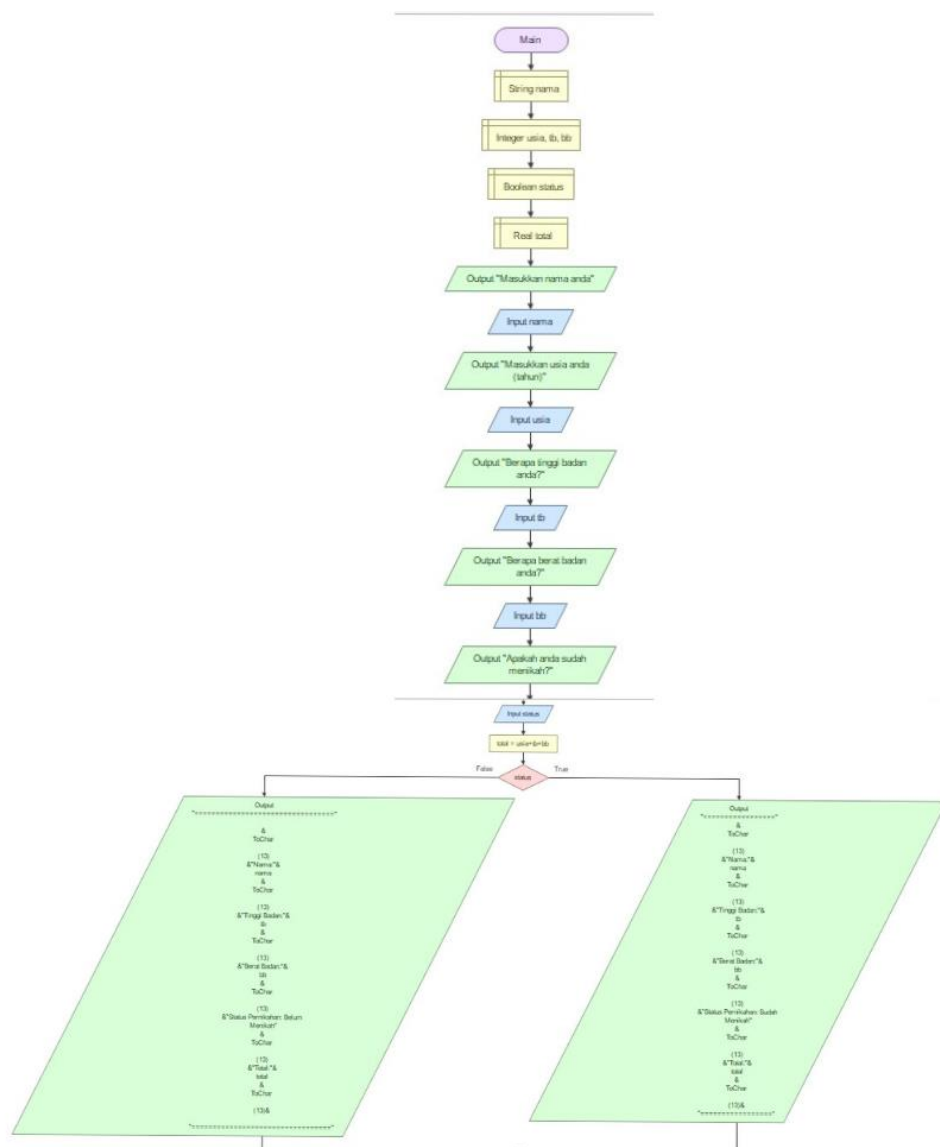 Main
String nama
Integer usia, tb, bb
Boolean status
Real total
Output "Masukkan nama anda"
Input nama
Output "Masukkan usia anda
(tahun)"
Input usia
Output "Berapa tinggi badan
anda?"
Input tb
Output "Berapa berat badan
anda?"
Input bb
Output "Apakah anda sudah
menikah?"
Input status
total = usia+tb+bb
False
status
True
Output
"================================"
&
ToChar
(13)
&"Nama:"&
nama
&
ToChar
(13)
&"Tinggi Badan:"&
tb
&
ToChar
(13)
&"Berat Badan:"&
bb
&
ToChar
(13)
&"Status Pernikahan: Belum
Menikah"
&
ToChar
(13)
&"Total:"&
total
&
ToChar
(13)&
"================================"
Output
"================"
&
ToChar
(13)
&"Nama:"&
nama
&
ToChar
(13)
&"Tinggi Badan:"&
tb
&
ToChar
(13)
&"Berat Badan:"&
bb
&
ToChar
(13)
&"Status Pernikahan: Sudah
Menikah"
&
ToChar
(13)
&"Total:"&
total
&
ToChar
(13)&
"================"